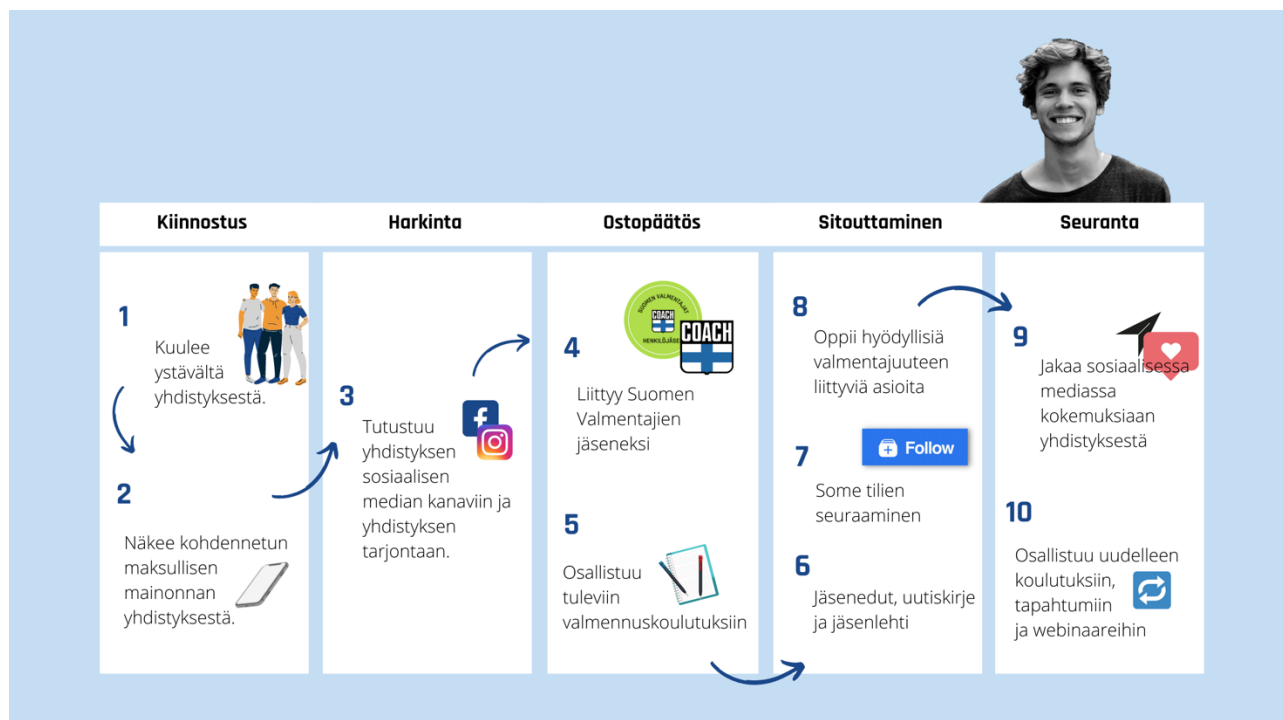 Kiinnostus
Harkinta
Ostopäätös
Sitouttaminen
Seuranta
1
Kuulee
ystävältä
yhdistyksestä.
2
Näkee kohdennetun
maksullisen
mainonnan
yhdistyksestä.
3
Tutustuu
yhdistyksen
sosiaalisen
median kanaviin ja
yhdistyksen
tarjontaan.
SUOMEN VALMENTAJAT
COACH
HENKILÖJÄSE
COACH
4
Liittyy Suomen
Valmentajien
jäseneksi
5
Osallistuu
tuleviin
valmennuskoulutuksiin
8
Oppii hyödyllisiä
valmentajuuteen
liittyviä asioita
Follow
7
Some tilien
seuraaminen
6
Jäsenedut, uutiskirje
ja jäsenlehti
9
Jakaa sosiaalisessa
mediassa
kokemuksiaan
yhdistyksestä
10
Osallistuu uudelleen
koulutuksiin,
tapahtumiin
ja webinaareihin